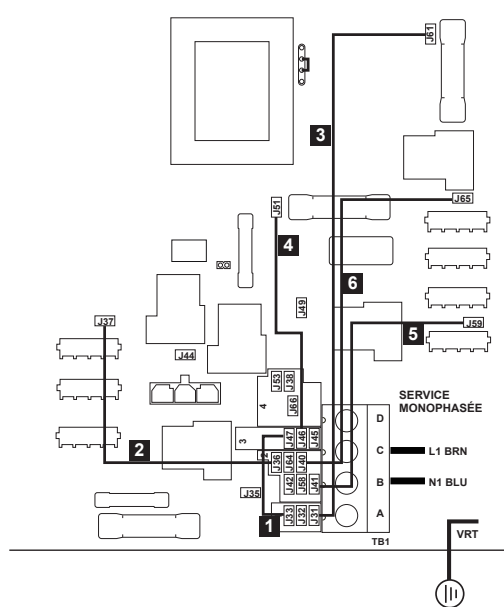 J61
3
J65
J51
4
6
J49
J59
5
J37
J44
J53
J38
J66
4
SERVICE
MONOPHASÉE
D
3
J47
J46
J45
C
L1 BRN
2
2
J36
J64
J40
J42
J58
J41
B
N1 BLU
J35
1
J33
J32
J31
A
TB1
VRT